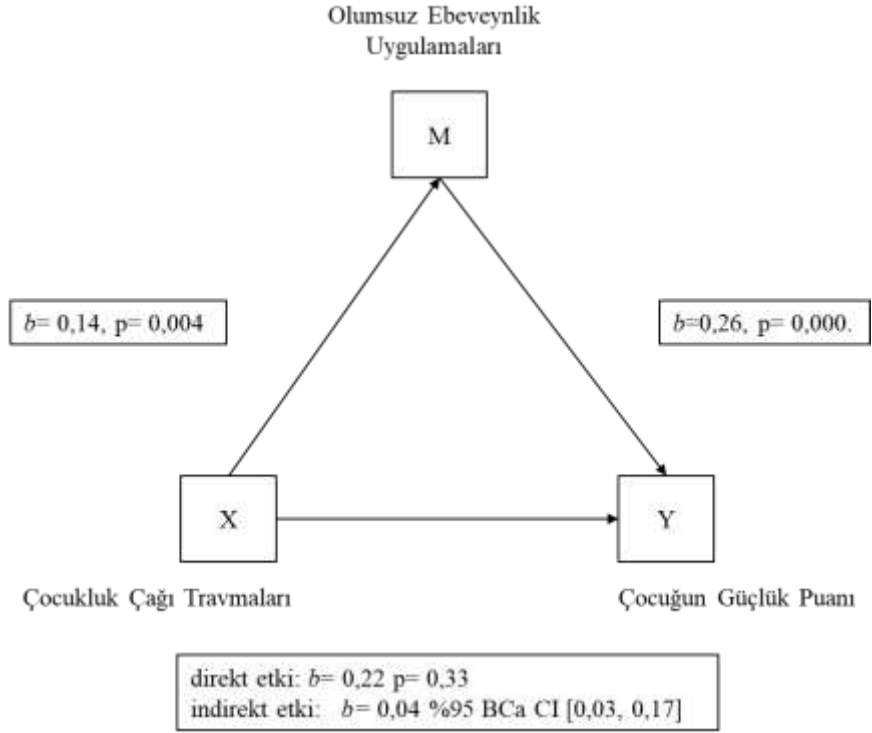 Olumsuz Ebeveynlik
Uygulamaları
M
b= 0,14, p= 0,004
b=0,26, p= 0,000.
X
Y
Çocukluk Çağı Travmaları
Çocuğun Güçlük Puanı
direkt etki: b= 0,22 p= 0,33
indirekt etki: b= 0,04 %95 BCa CI [0,03, 0,17]